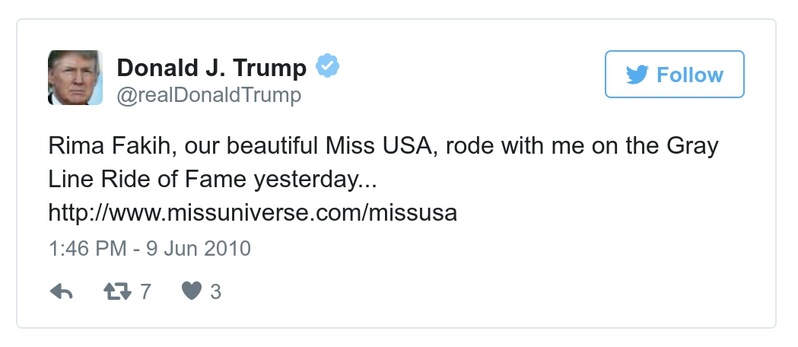 Donald J. Trump
@realDonaldTrump
Follow
Rima Fakih, our beautiful Miss USA, rode with me on the Gray
Line Ride of Fame yesterday...
http://www.missuniverse.com/missusa
1:46 PM - 9 Jun 2010
7 3